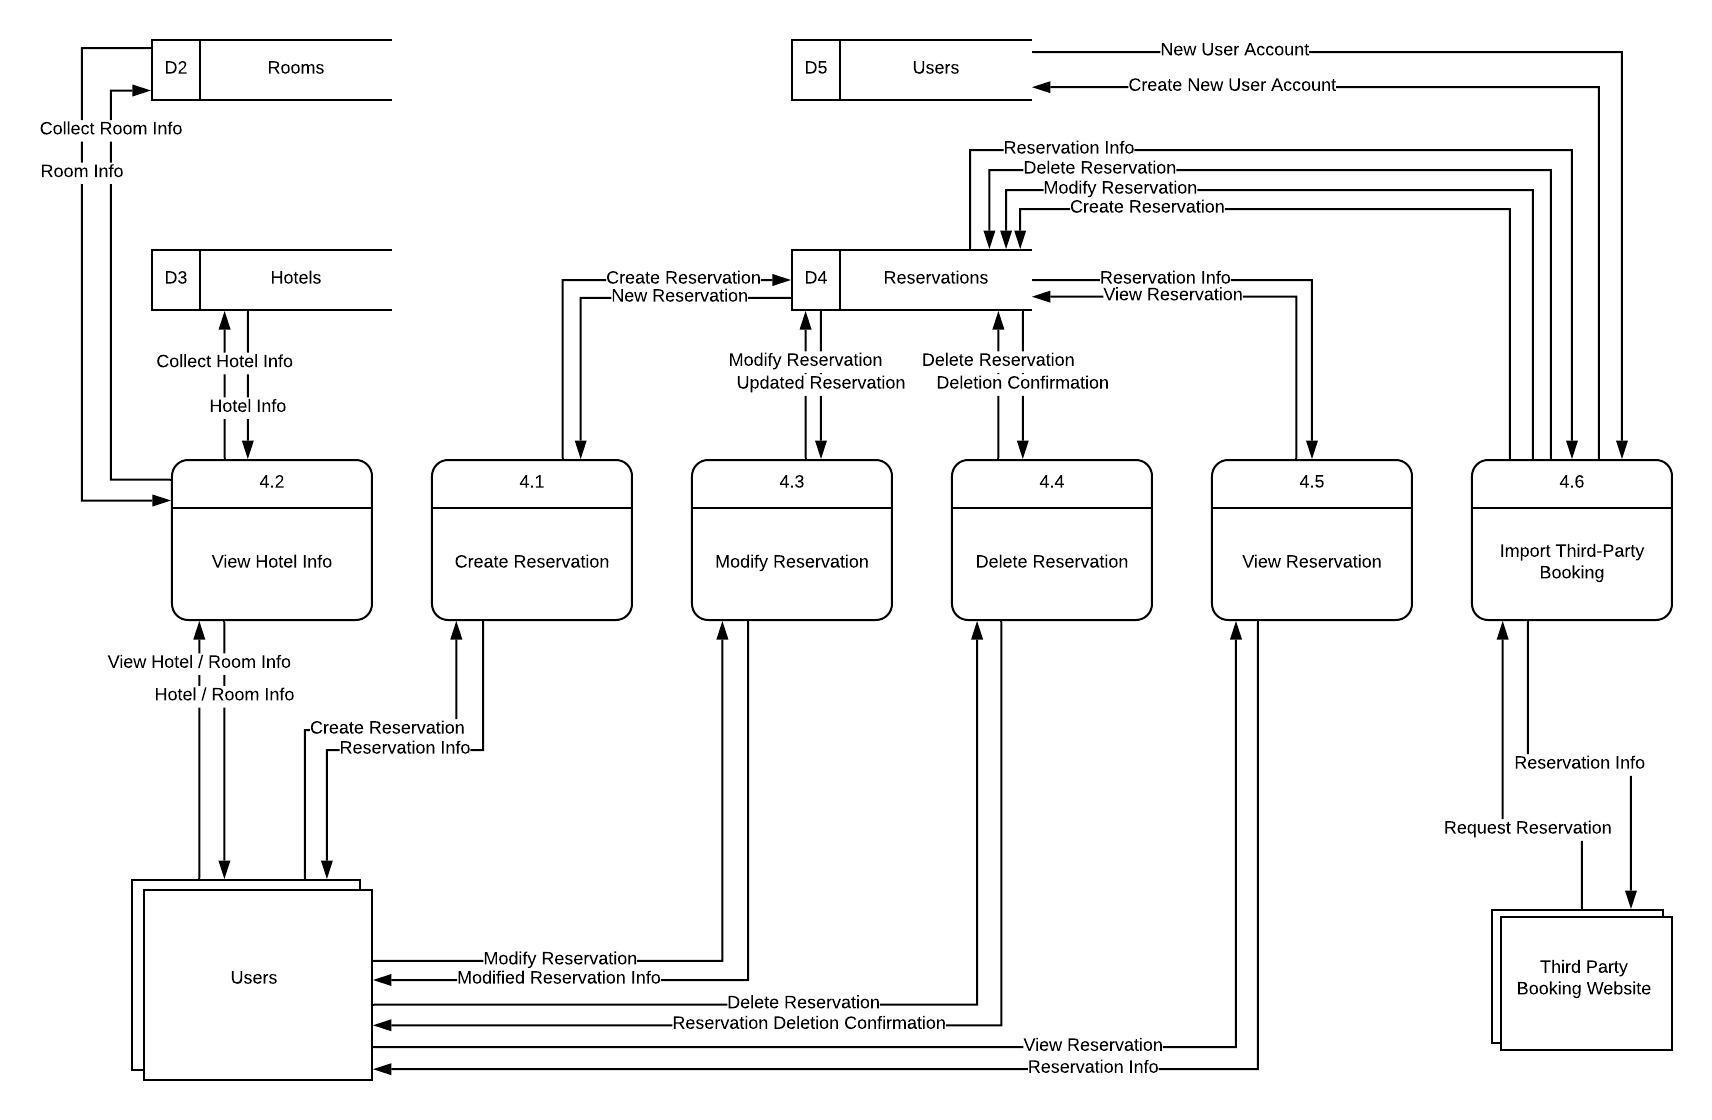 D2
Rooms
D5
Users
New User Account
Create New User Account
Collect Room Info
Room Info
Reservation Info
Delete Reservation
Modify Reservation
Create Reservation
D3
Hotels
Create Reservation
New Reservation
D4
Reservations
Reservation Info
View Reservation
Collect Hotel Info
Hotel Info
Modify Reservation
Updated Reservation
Delete Reservation
Deletion Confirmation
4.2
View Hotel Info
4.1
Create Reservation
4.3
Modify Reservation
4.4
Delete Reservation
4.5
View Reservation
4.6
Import Third-Party
Booking
View Hotel / Room Info
Hotel / Room Info
Create Reservation
Reservation Info
Reservation Info
Request Reservation
Users
Modify Reservation
Modified Reservation Info
Delete Reservation
Reservation Deletion Confirmation
View Reservation
Reservation Info
Third Party
Booking Website